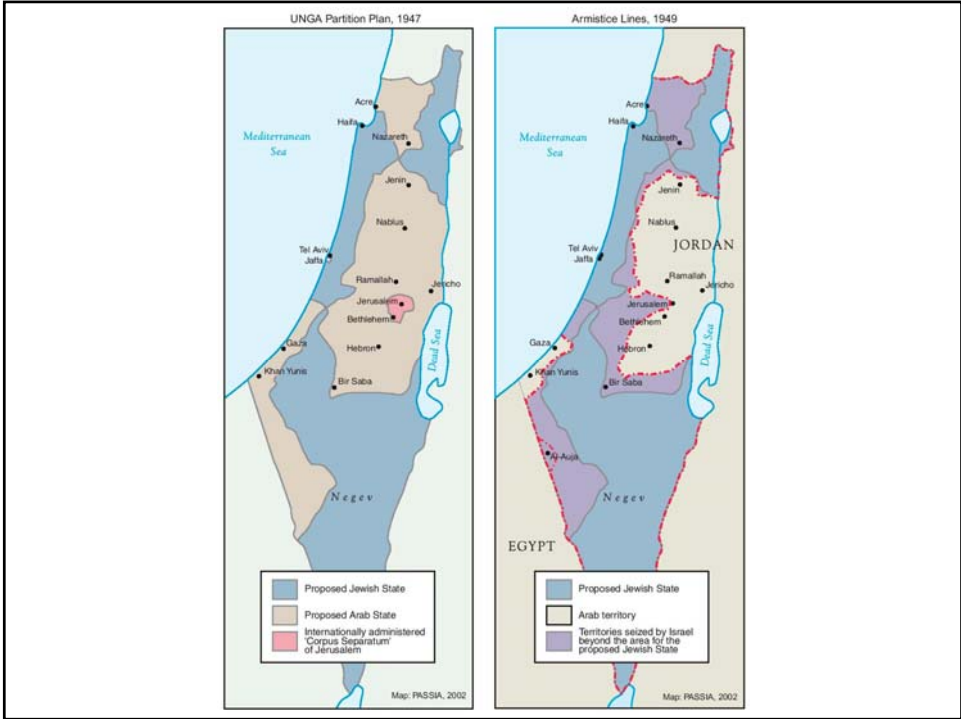 UNGA Partition Plan, 1947
Acre
Haifa
Mediterranean
Sea
Nazareth
Jenin
Nablus
Tel Aviv
Jaffa
Ramallah
Jericho
Jerusalem
Bethlehem
Gaza
Hebron
Dead Sea
Khan Yunis
Bir Saba
Negev
Proposed Jewish State
Proposed Arab State
Internationally administered
'Corpus Separatum'
of Jerusalem
Map: PASSIA, 2002
Armistice Lines, 1949
Acre
Haifa
Mediterranean
Sea
Nazareth
Jenin
Nablus
JORDAN
Tel Aviv
Jaffa
Ramallah
Jericho
Jerusalem
Bethlehem
Gaza
Hebron
Dead Sea
Khan Yunis
Bir Saba
Al-Auja
Negev
EGYPT
Proposed Jewish State
Arab territory
Territories seized by Israel
beyond the area for the
proposed Jewish State
Map: PASSIA, 2002